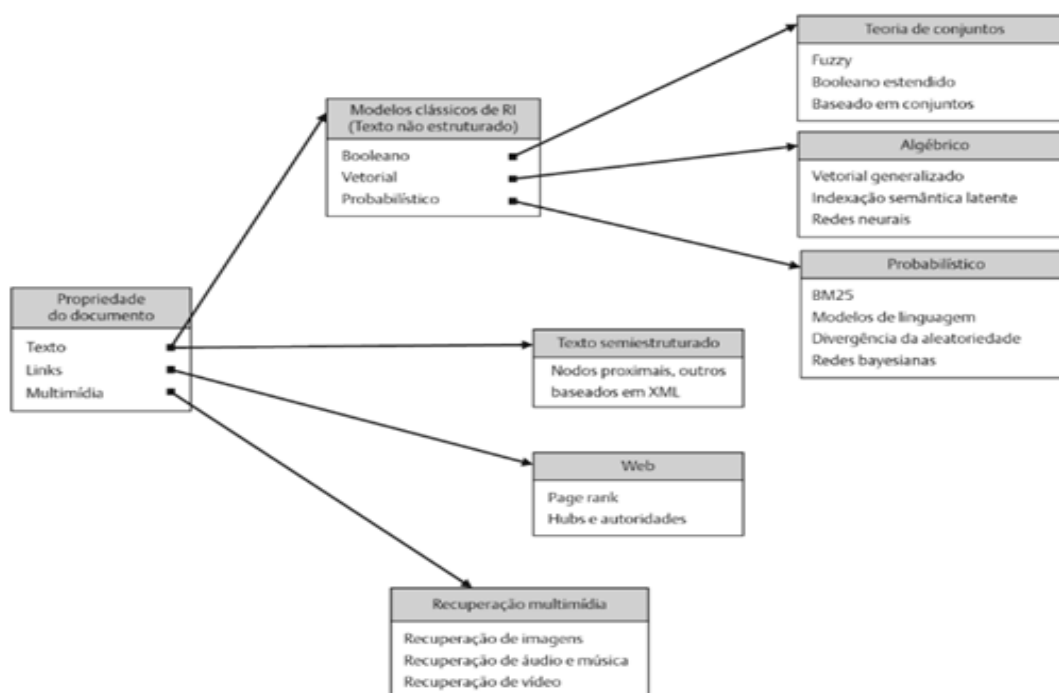 Teoria de conjuntos
Fuzzy
Booleano estendido
Baseado em conjuntos
Modelos clássicos de RI
(Texto não estruturado)
Booleano
Vetorial
Probabilístico
Algébrico
Vetorial generalizado
Indexação semântica latente
Redes neurais
Probabilístico
BM25
Modelos de linguagem
Divergência da aleatoriedade
Redes bayesianas
Propriedade
do documento
Texto
Links
Multimídia
Texto semiestruturado
Nodos proximais, outros
baseados em XML
Web
Page rank
Hubs e autoridades
Recuperação multimídia
Recuperação de imagens
Recuperação de áudio e música
Recuperação de vídeo